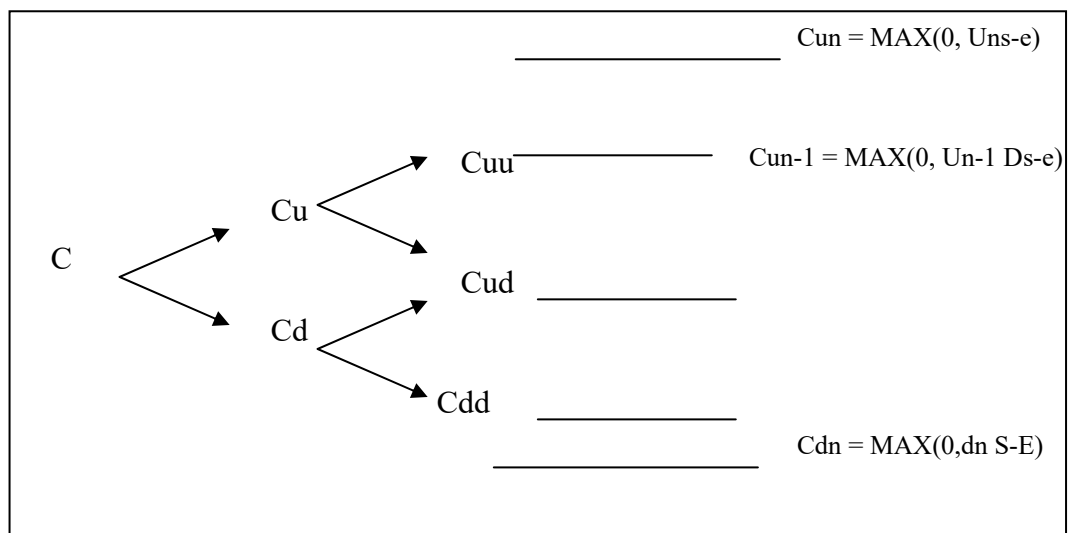 Cun = MAX(0, Uns-e)
Cuu
Cun-1 = MAX(0, Un-1 Ds-e)
Cu
C
Cud
Cd
Cdd
Cdn = MAX(0,dn S-E)